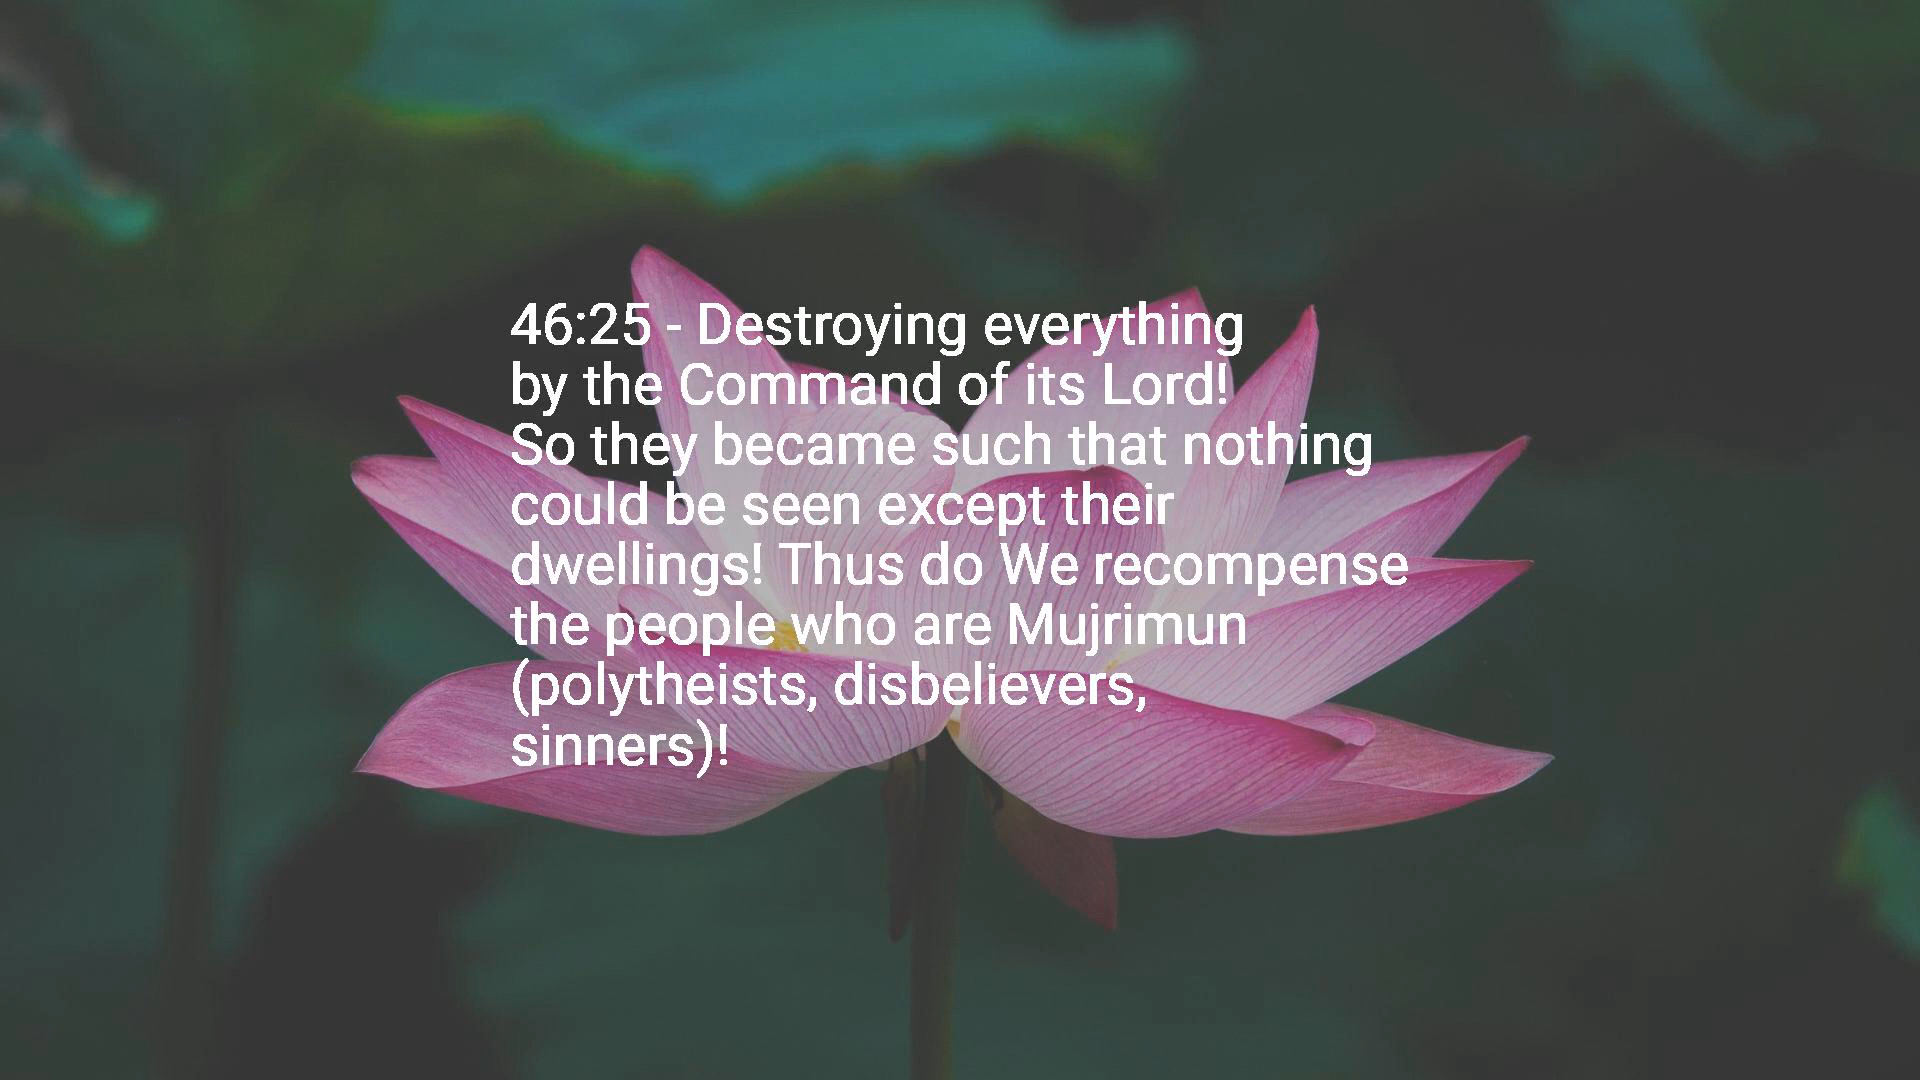 46:25 - Destroying everything
by the Command of its Lord!
So they became such that nothing
could be seen except their
dwellings! Thus do We recompense
the people who are Mujrimun
(polytheists, disbelievers,
sinners)!